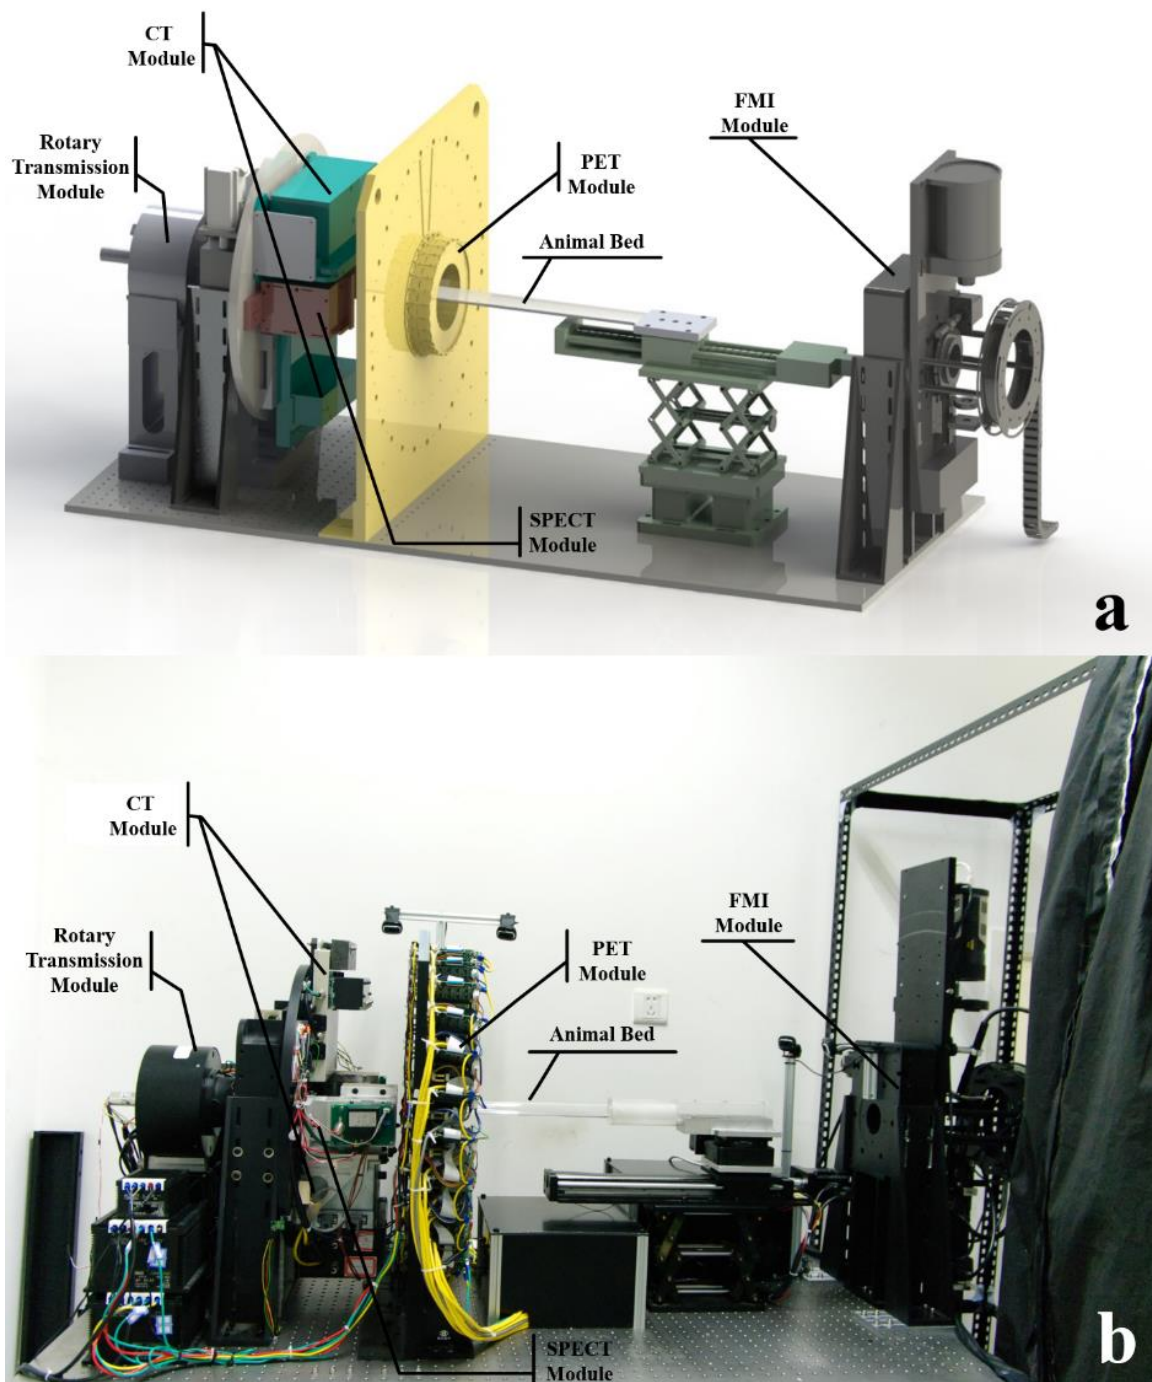 CT
Module
FMI
Module
Rotary
Transmission
Module
PET
Module
Animal Bed
SPECT
Module
a
CT
Module
FMI
Module
Rotary
Transmission
Module
PET
Module
Animal Bed
SPECT
Module
b